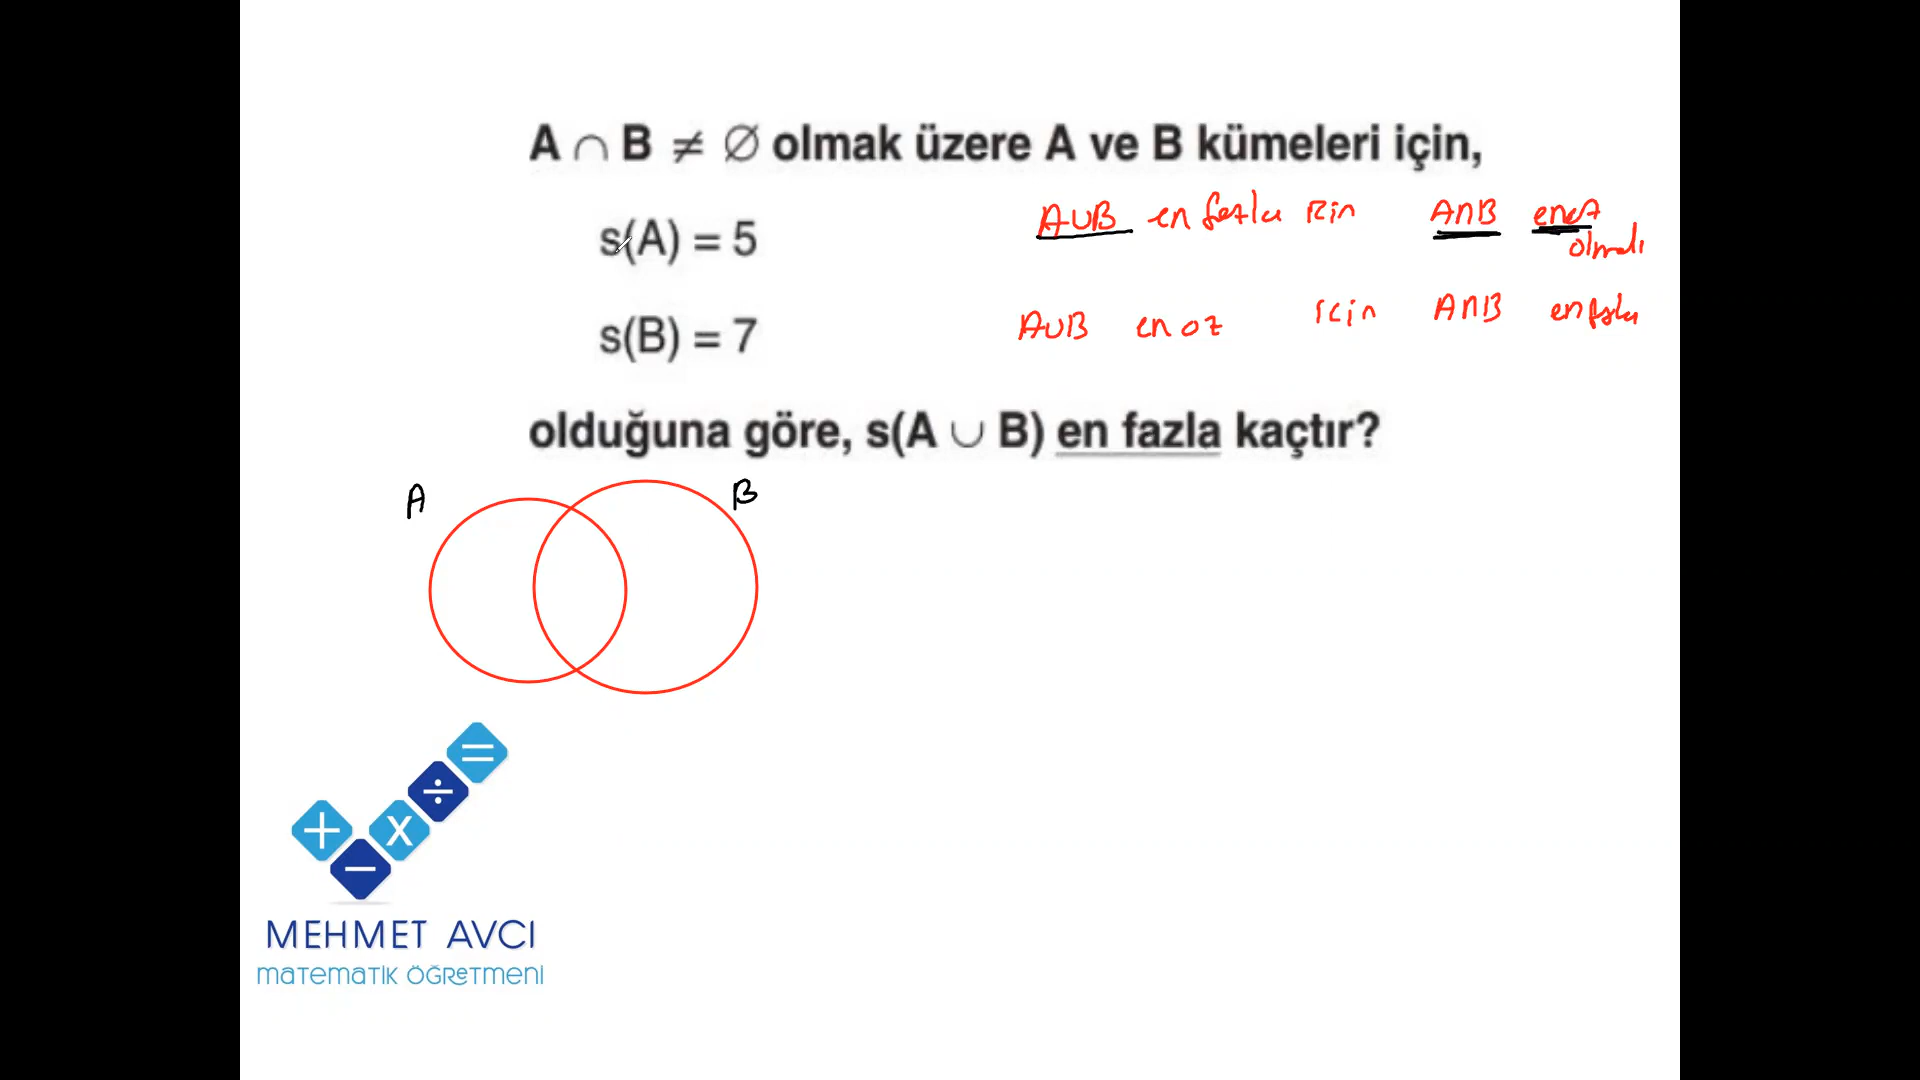 A ∩ B ≠ ∅ olmak üzere A ve B kümeleri için,
s(A) = 5
A∪B en fazla için A∩B en az olmalı
s(B) = 7
A∪B en az için A∩B en fazla
olduğuna göre, s(A ∪ B) en fazla kaçtır?
A B
=
÷
+ x
−
MEHMET AVCI
matematik öğretmeni